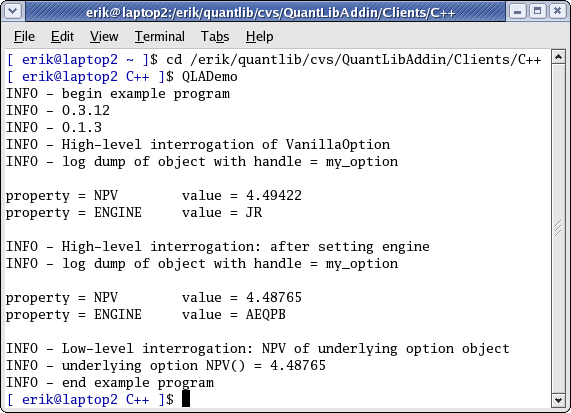 erik@laptop2:/erik/quantlib/cvs/QuantLibAddin/Clients/C++
File Edit View Terminal Tabs Help
[ erik@laptop2 ~ ]$ cd /erik/quantlib/cvs/QuantLibAddin/Clients/C++
[ erik@laptop2 C++ ]$ QLADemo
INFO - begin example program
INFO - 0.3.12
INFO - 0.1.3
INFO - High-level interrogation of VanillaOption
INFO - log dump of object with handle = my_option
property = NPV        value = 4.49422
property = ENGINE     value = JR
INFO - High-level interrogation: after setting engine
INFO - log dump of object with handle = my_option
property = NPV        value = 4.48765
property = ENGINE     value = AEQPB
INFO - Low-level interrogation: NPV of underlying option object
INFO - underlying option NPV() = 4.48765
INFO - end example program
[ erik@laptop2 C++ ]$